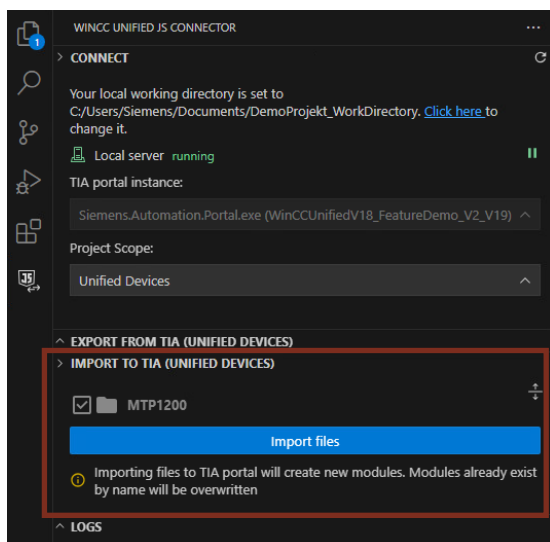 WINCC UNIFIED JS CONNECTOR
CONNECT
Your local working directory is set to
C:/Users/Siemens/Documents/DemoProjekt_WorkDirectory. Click here to
change it.
Local server running
TIA portal instance:
Siemens.Automation.Portal.exe (WinCCUnifiedV18_FeatureDemo_V2_V19)
Project Scope:
Unified Devices
EXPORT FROM TIA (UNIFIED DEVICES)
IMPORT TO TIA (UNIFIED DEVICES)
MTP1200
Import files
Importing files to TIA portal will create new modules. Modules already exist
by name will be overwritten
LOGS
1
JS